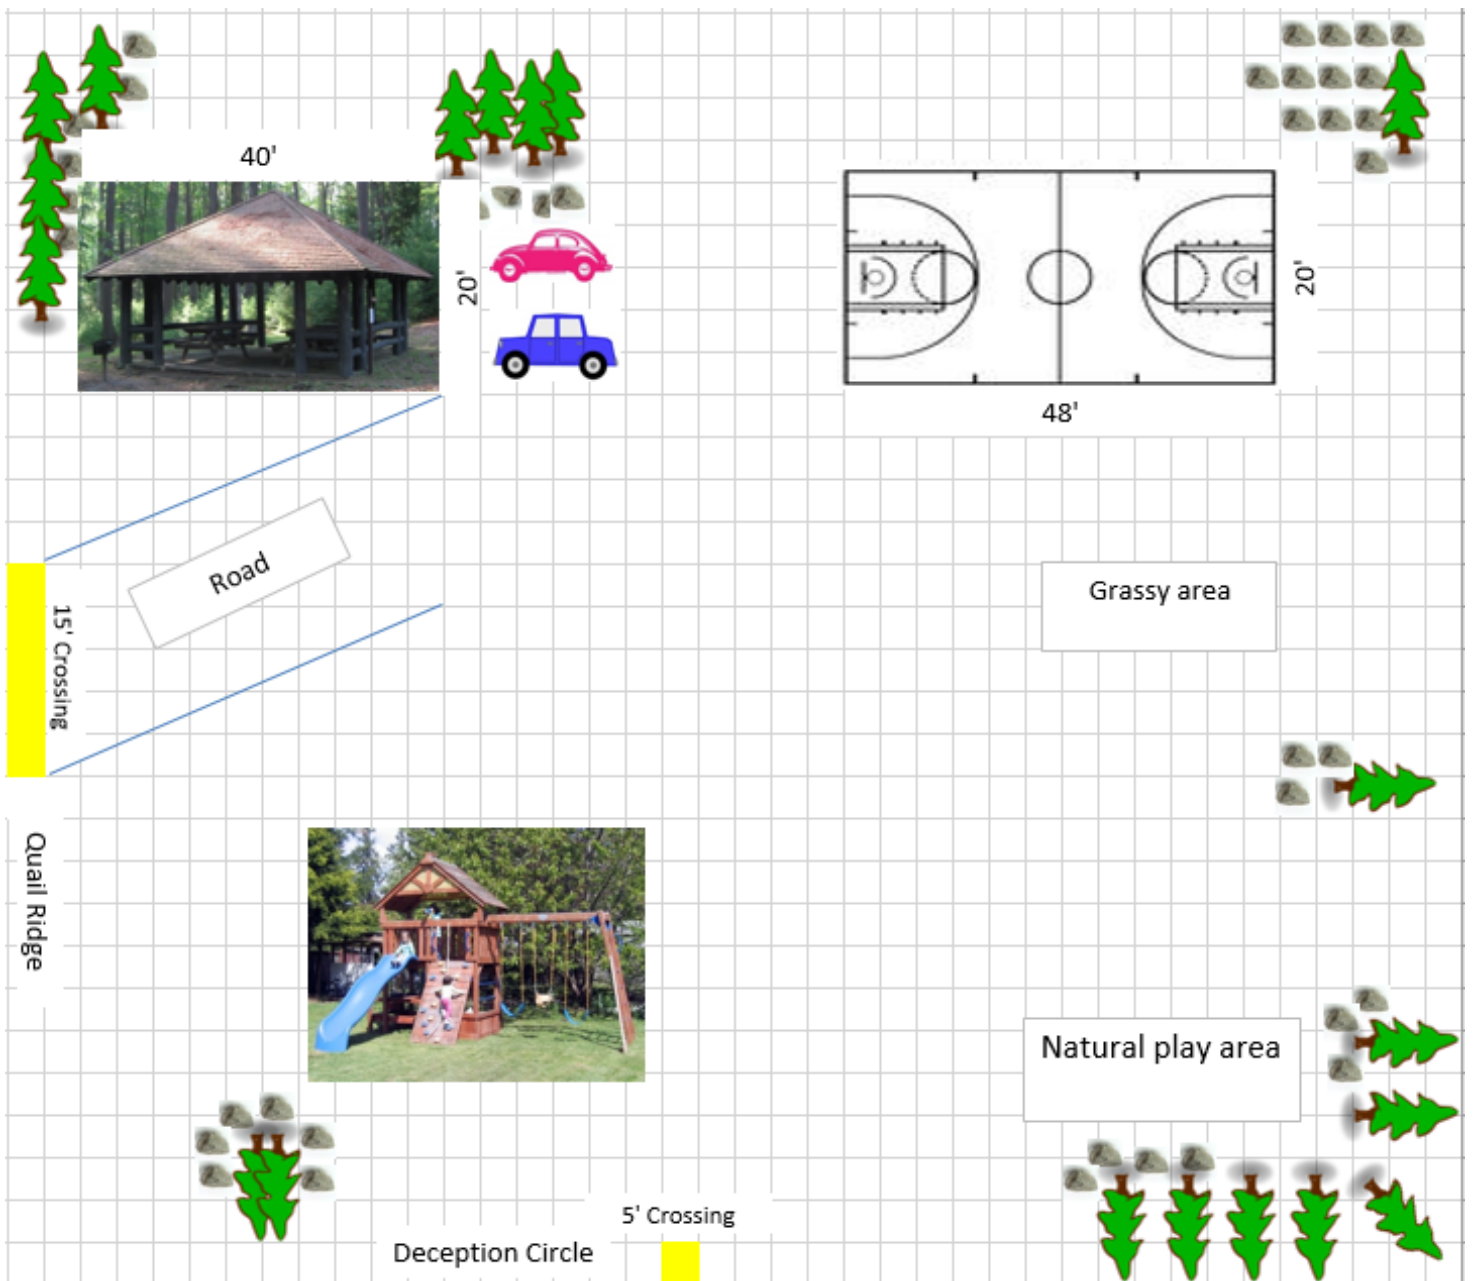 40'
20'
20'
48'
Road
15' Crossing
Grassy area
Quail Ridge
Natural play area
5' Crossing
Deception Circle